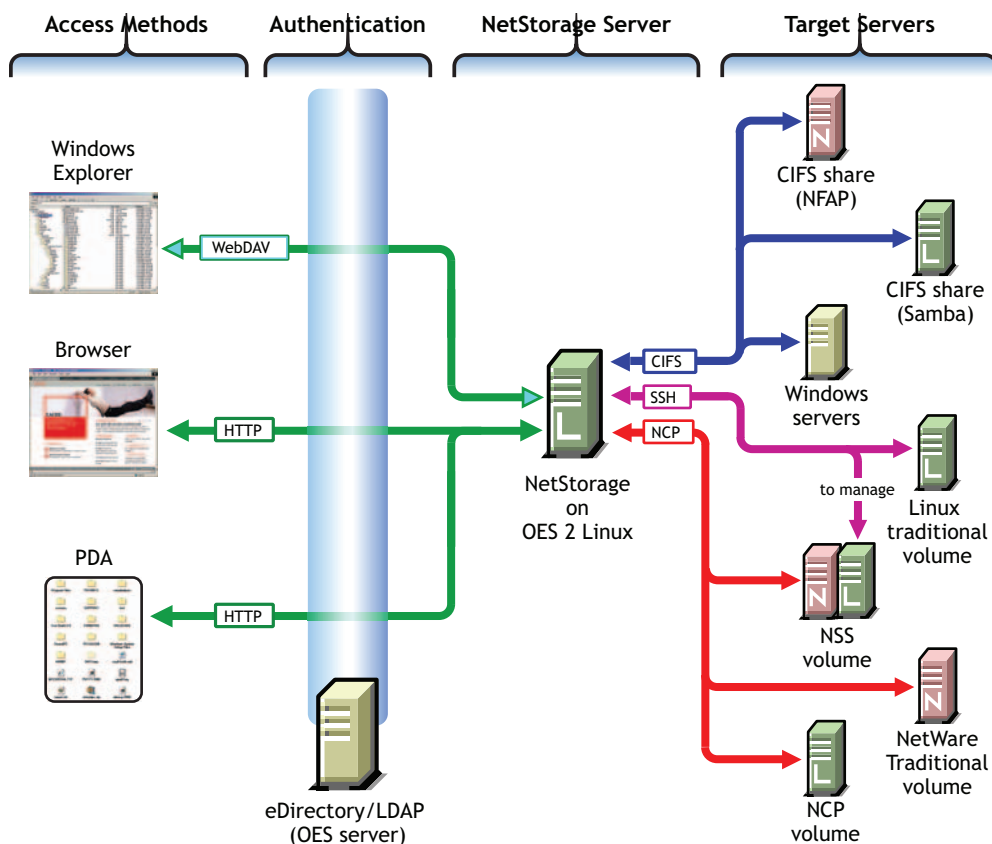 Access Methods
Authentication
NetStorage Server
Target Servers
Windows
Explorer
WebDAV
Browser
HTTP
PDA
HTTP
eDirectory/LDAP
(OES server)
L
NetStorage
on
OES 2 Linux
CIFS
SSH
NCP
N
CIFS share
(NFAP)
L
CIFS share
(Samba)
Windows
servers
L
Linux
traditional
volume
to manage
N
L
NSS
volume
N
NetWare
Traditional
volume
L
NCP
volume